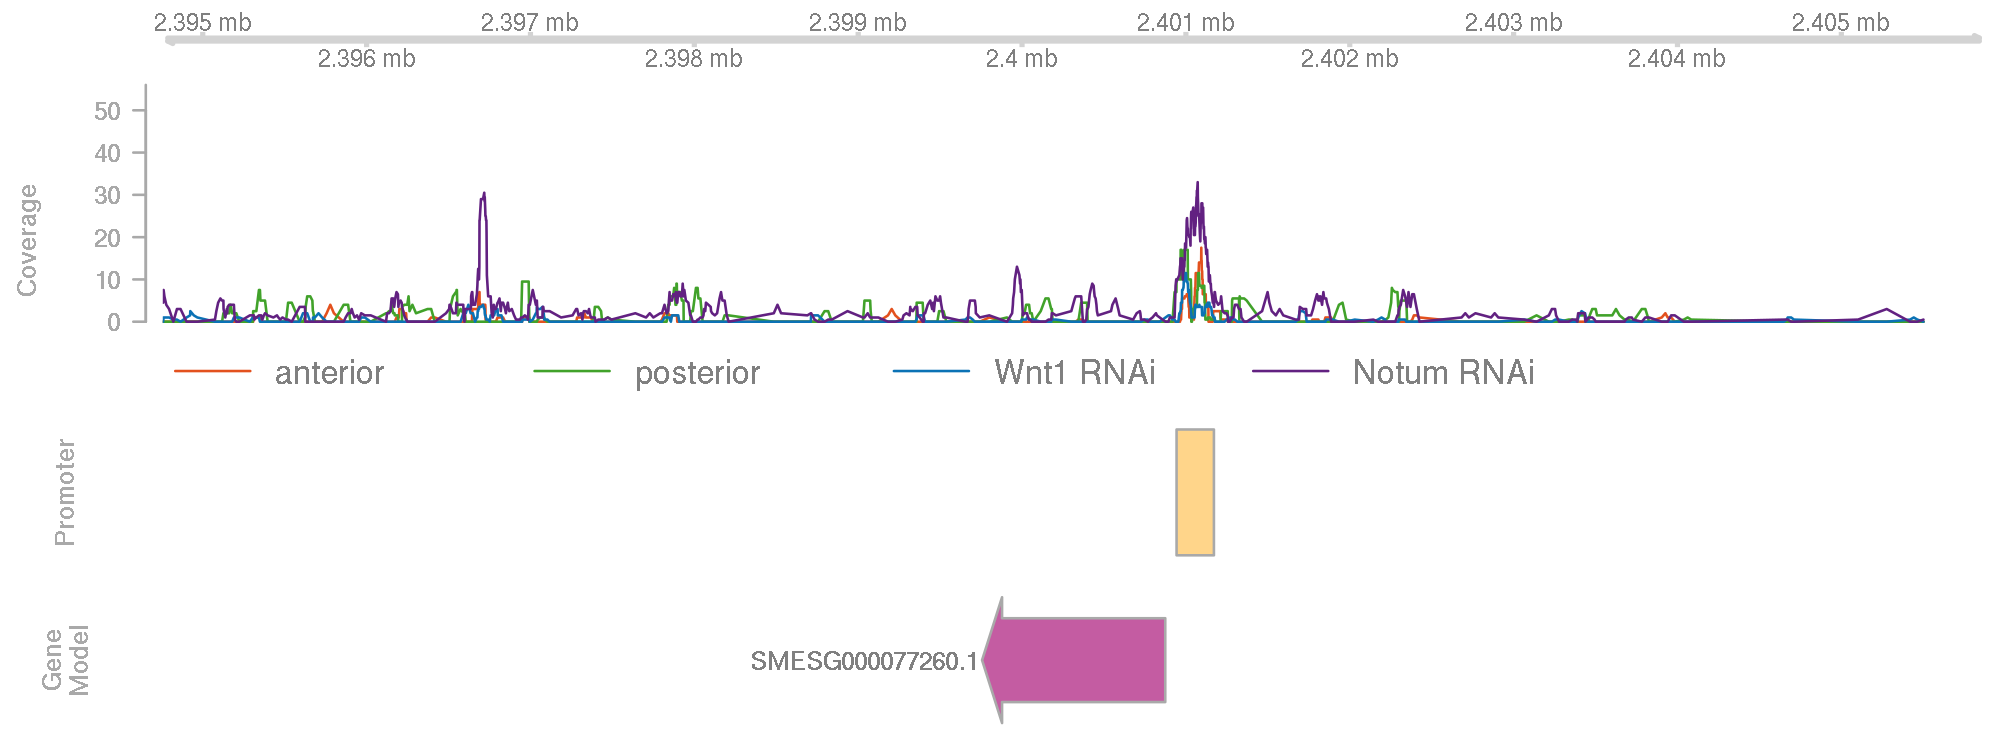 2.395 mb 2.397 mb 2.399 mb 2.401 mb 2.403 mb 2.405 mb
2.396 mb 2.398 mb 2.4 mb 2.402 mb 2.404 mb
Coverage
50
40
30
20
10
0
anterior posterior Wnt1 RNAi Notum RNAi
Promoter
Gene
Model
SMESG000077260.1